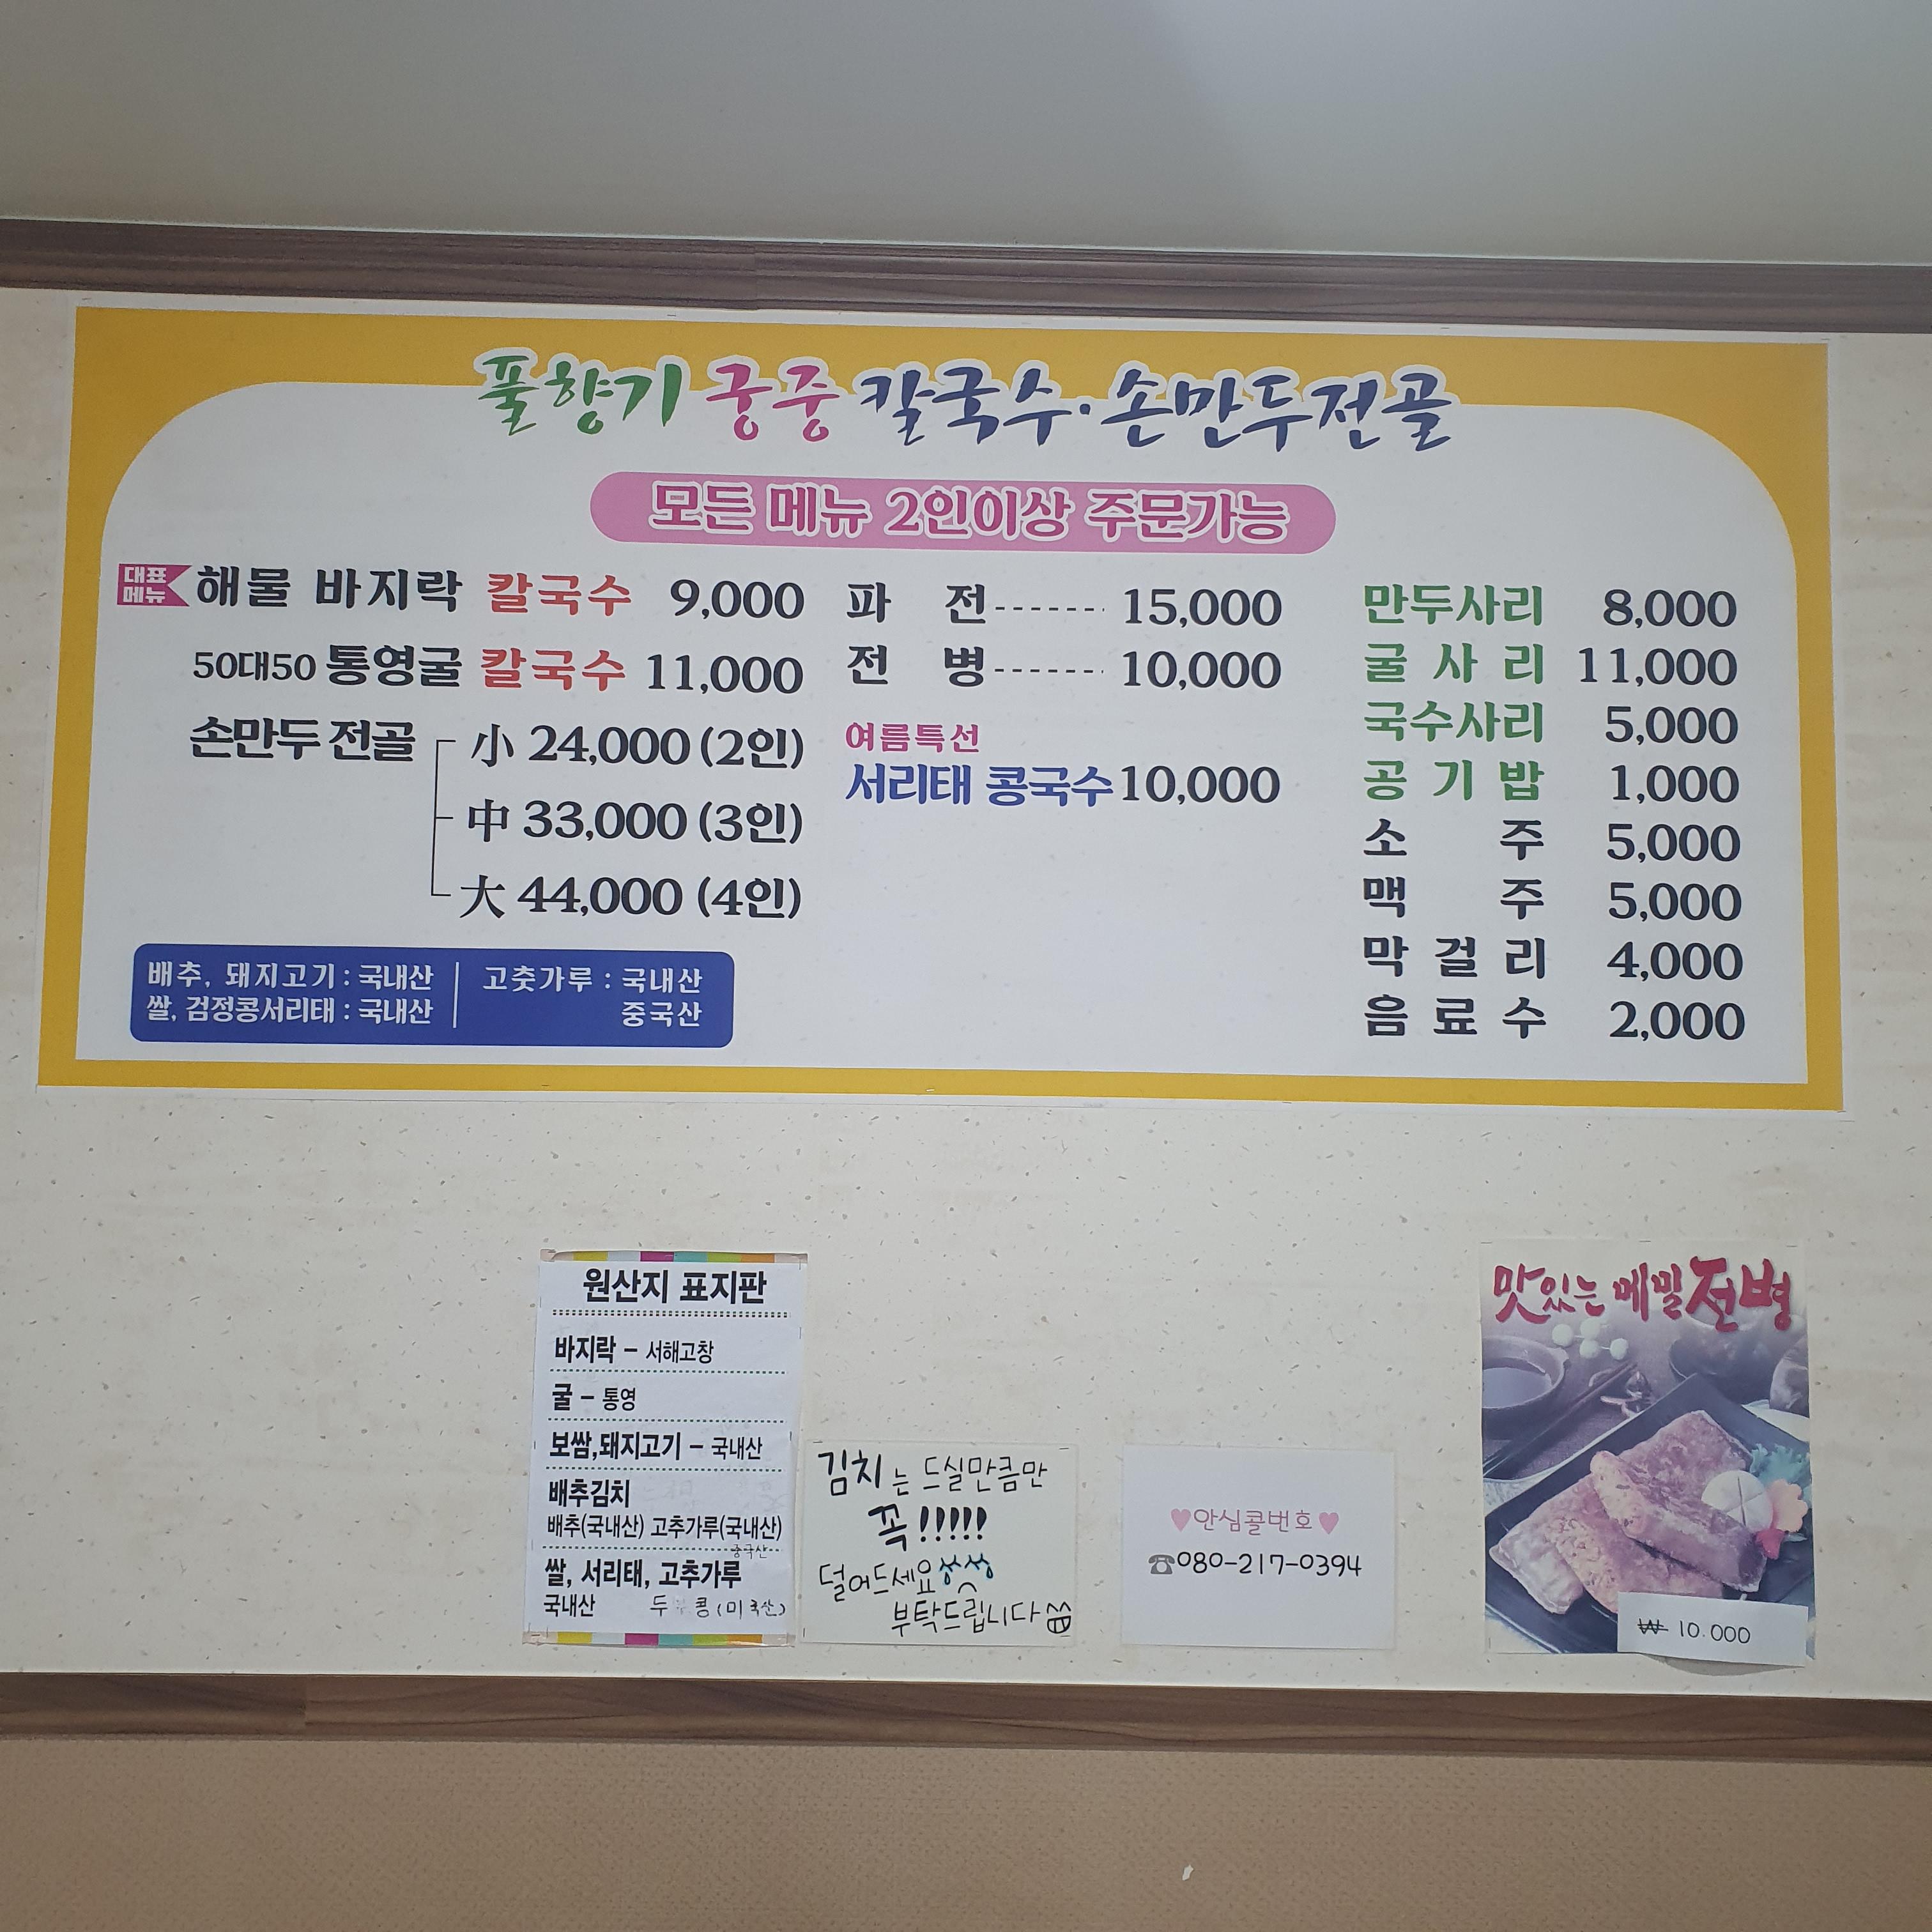 풀향기 궁중 칼국수·손만두전골
모든 메뉴 2인이상 주문가능
대표메뉴 해물 바지락 칼국수 9,000
50대50 통영굴 칼국수 11,000
손만두 전골 小 24,000 (2인)
中 33,000 (3인)
大 44,000 (4인)
파 전------ 15,000
전 병------ 10,000
여름특선
서리태 콩국수 10,000
만두사리 8,000
굴 사 리 11,000
국수사리 5,000
공 기 밥 1,000
소 주 5,000
맥 주 5,000
막 걸 리 4,000
음 료 수 2,000
배추, 돼지고기 : 국내산
쌀, 검정콩서리태 : 국내산
고춧가루 : 국내산
중국산
원산지 표지판
바지락 - 서해고창
굴 - 통영
보쌈,돼지고기 - 국내산
배추김치
배추(국내산) 고추가루(국내산)
중국산
쌀, 서리태, 고추가루
국내산 두 콩(미국산)
김치는 드실만큼만
꼭!!!!!
덜어드세요
부탁드립니다
♥안심콜번호♥
☎080-217-0394
맛있는 메밀전병
₩ 10.000